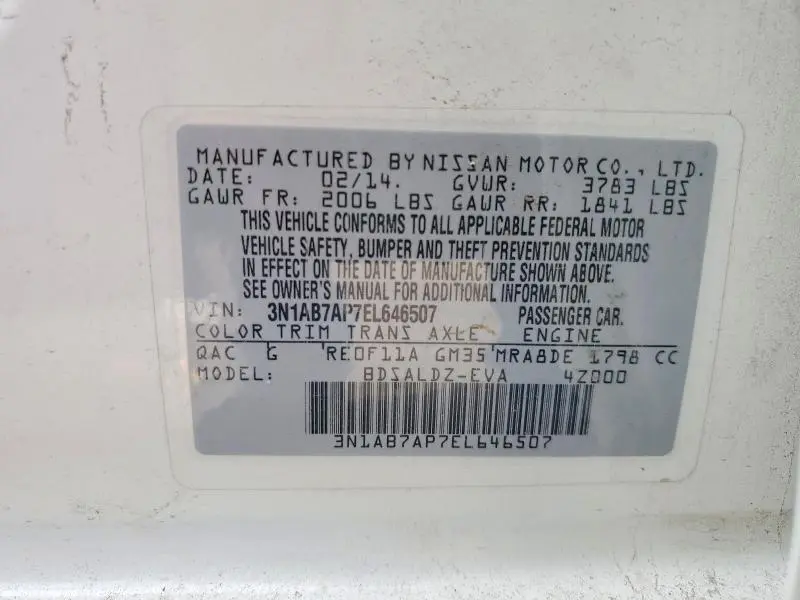 MANUFACTURED BY NISSAN MOTOR CO., LTD.
DATE: 02/14. GVWR: 3783 LBS
GAWR FR: 2006 LBS GAWR RR: 1841 LBS
THIS VEHICLE CONFORMS TO ALL APPLICABLE FEDERAL MOTOR
VEHICLE SAFETY, BUMPER AND THEFT PREVENTION STANDARDS
IN EFFECT ON THE DATE OF MANUFACTURE SHOWN ABOVE.
SEE OWNER'S MANUAL FOR ADDITIONAL INFORMATION.
VIN: 3N1AB7AP7EL646507 PASSENGER CAR.
COLOR TRIM TRANS AXLE ENGINE
QAC G RE0F11A GM35 MRA8DE 1798 CC
MODEL: BDSALDZ-EVA 4Z000
3N1AB7AP7EL646507